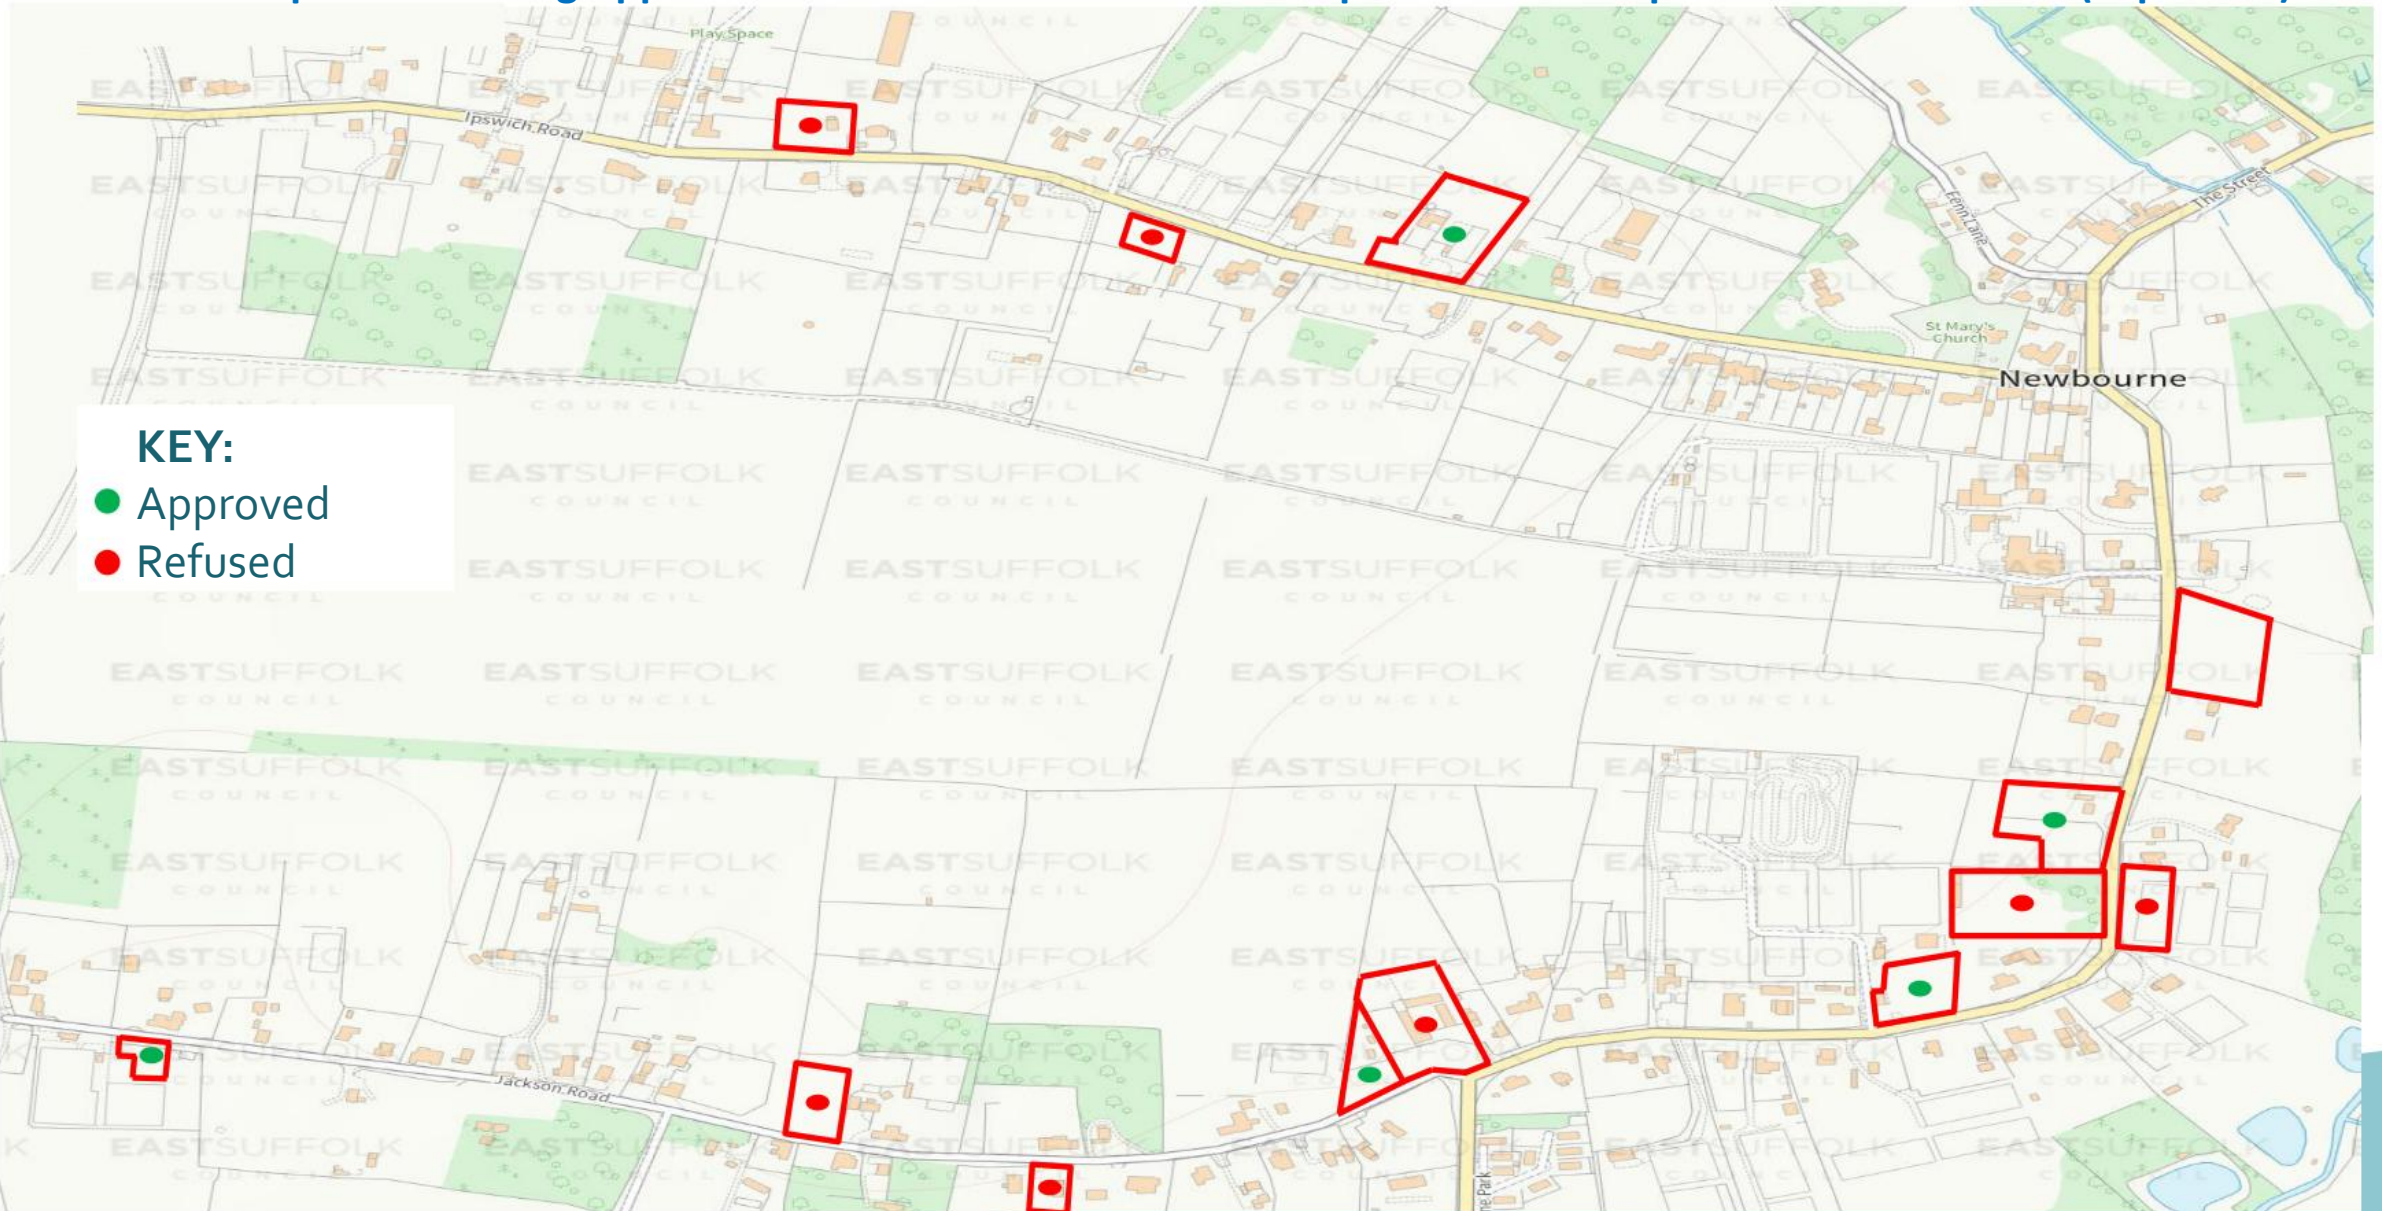 Play Space
Ipswich Road
The Street
Fenn Lane
St Mary's
Church
Newbourne
KEY:
Approved
Refused
EASTSUFFOLK
COUNCIL
Jackson Road
Park